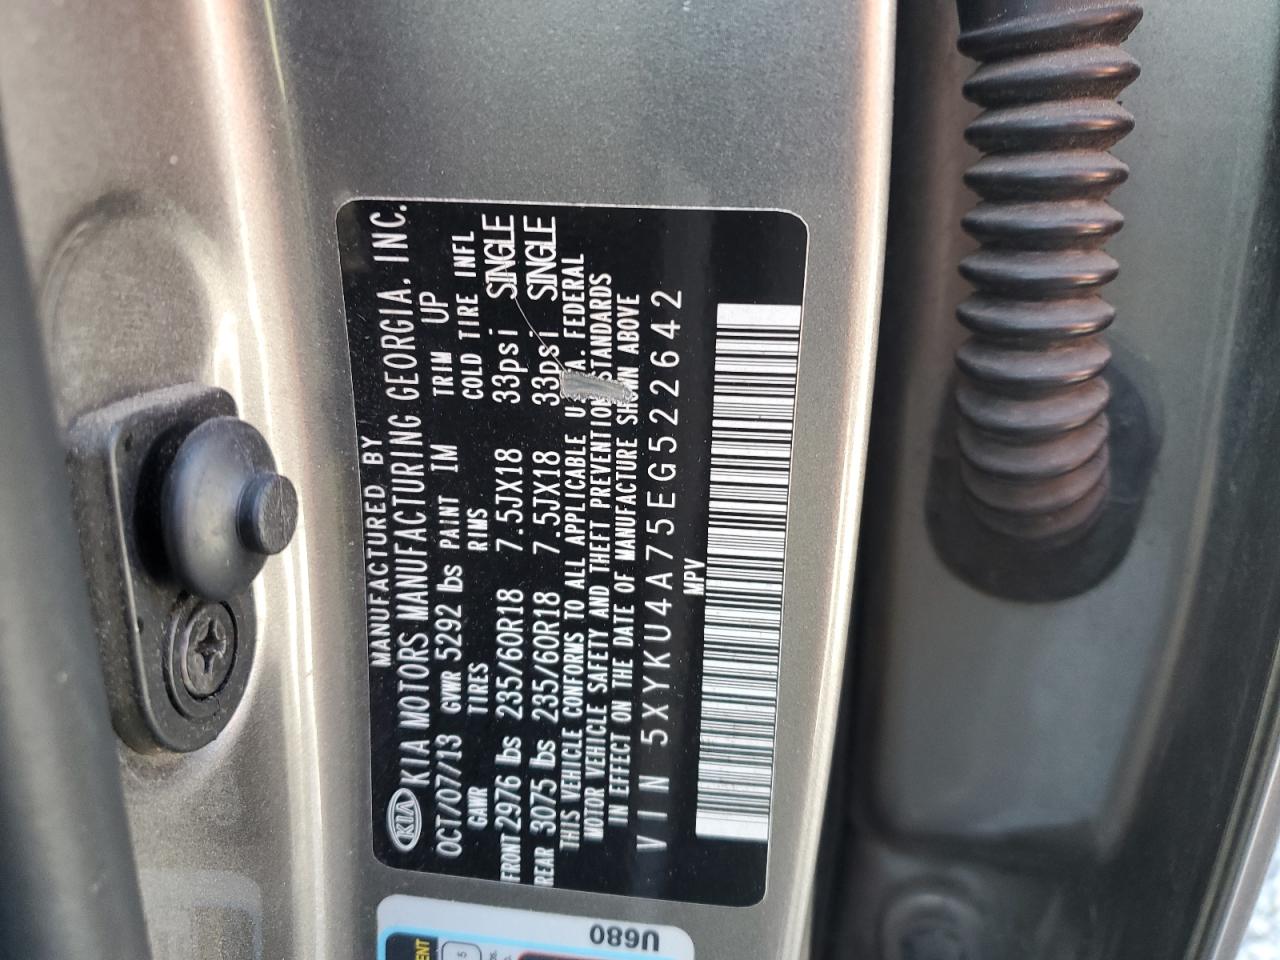 MANUFACTURED BY
KIA KIA MOTORS MANUFACTURING GEORGIA, INC.
OCT/07/13 GVWR 5292 lbs PAINT IM TRIM UP
GAWR TIRES RIMS COLD TIRE INFL
FRONT 2976 lbs 235/60R18 7.5JX18 33psi SINGLE
REAR 3075 lbs 235/60R18 7.5JX18 33psi SINGLE
THIS VEHICLE CONFORMS TO ALL APPLICABLE FEDERAL
MOTOR VEHICLE SAFETY AND THEFT PREVENTION STANDARDS
IN EFFECT ON THE DATE OF MANUFACTURE SHOWN ABOVE
VIN 5XYKU4A75EG522642
MPV
U680